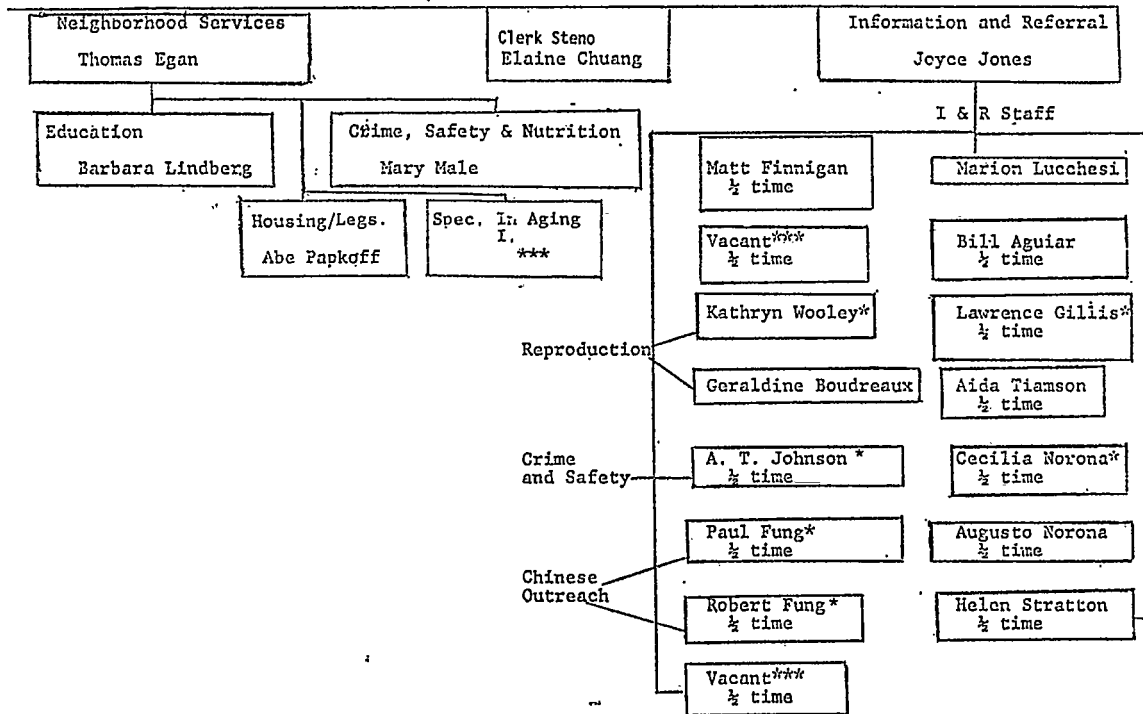 Neighborhood Services
Thomas Egan
Clerk Steno
Elaine Chuang
Information and Referral
Joyce Jones
I & R Staff
Education
Barbara Lindberg
Crime, Safety & Nutrition
Mary Male
Housing/Legs.
Abe Papkoff
Spec. In Aging
I.
***
Matt Finnigan
½ time
Marion Lucchesi
Vacant***
½ time
Bill Aguiar
½ time
Kathryn Wooley*
Lawrence Gillis*
½ time
Reproduction
Geraldine Boudreaux
Aida Tiamson
½ time
Crime
and Safety
A. T. Johnson *
½ time
Cecilia Norona*
½ time
Paul Fung*
½ time
Augusto Norona
½ time
Chinese
Outreach
Robert Fung*
½ time
Helen Stratton
½ time
Vacant***
½ time